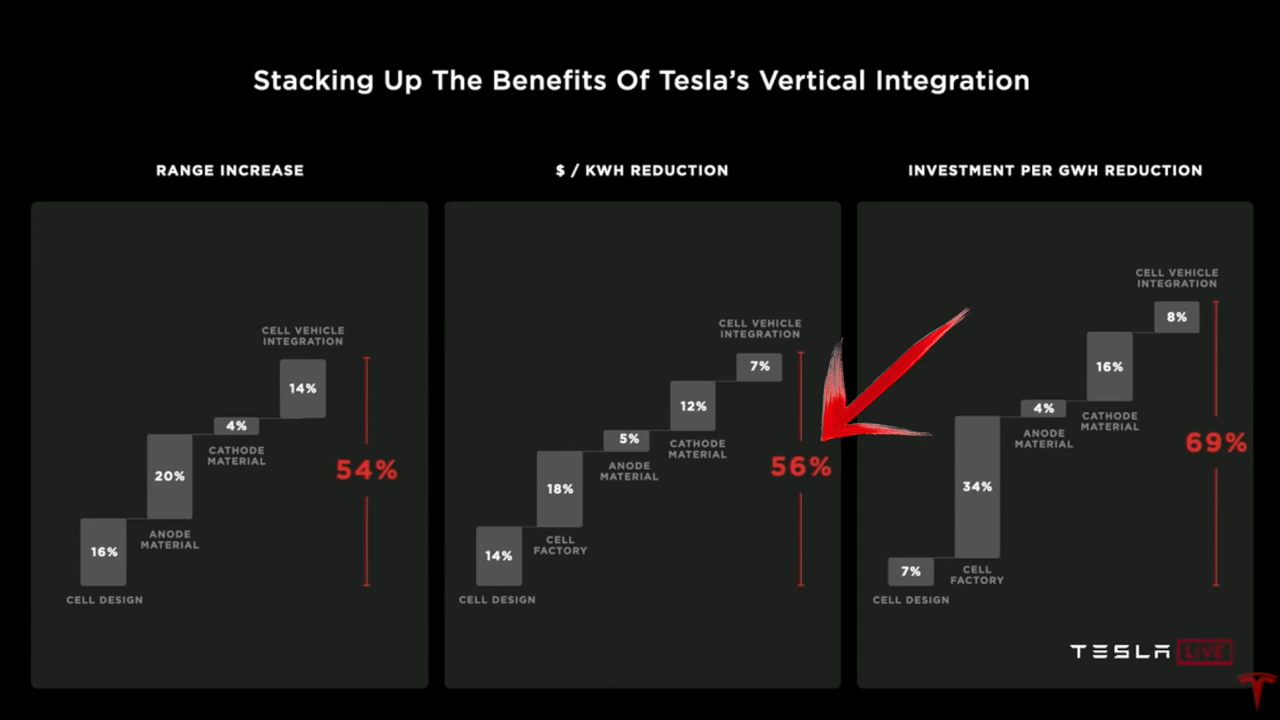 Stacking Up The Benefits Of Tesla’s Vertical Integration
RANGE INCREASE
CELL VEHICLE
INTEGRATION
14%
4%
CATHODE
MATERIAL
20%
ANODE
MATERIAL
16%
CELL DESIGN
54%
$ / KWH REDUCTION
CELL VEHICLE
INTEGRATION
7%
12%
CATHODE
MATERIAL
5%
ANODE
MATERIAL
18%
CELL
FACTORY
14%
CELL DESIGN
56%
INVESTMENT PER GWH REDUCTION
CELL VEHICLE
INTEGRATION
8%
16%
CATHODE
MATERIAL
4%
ANODE
MATERIAL
34%
CELL
FACTORY
7%
CELL DESIGN
69%
TESLA LIVE